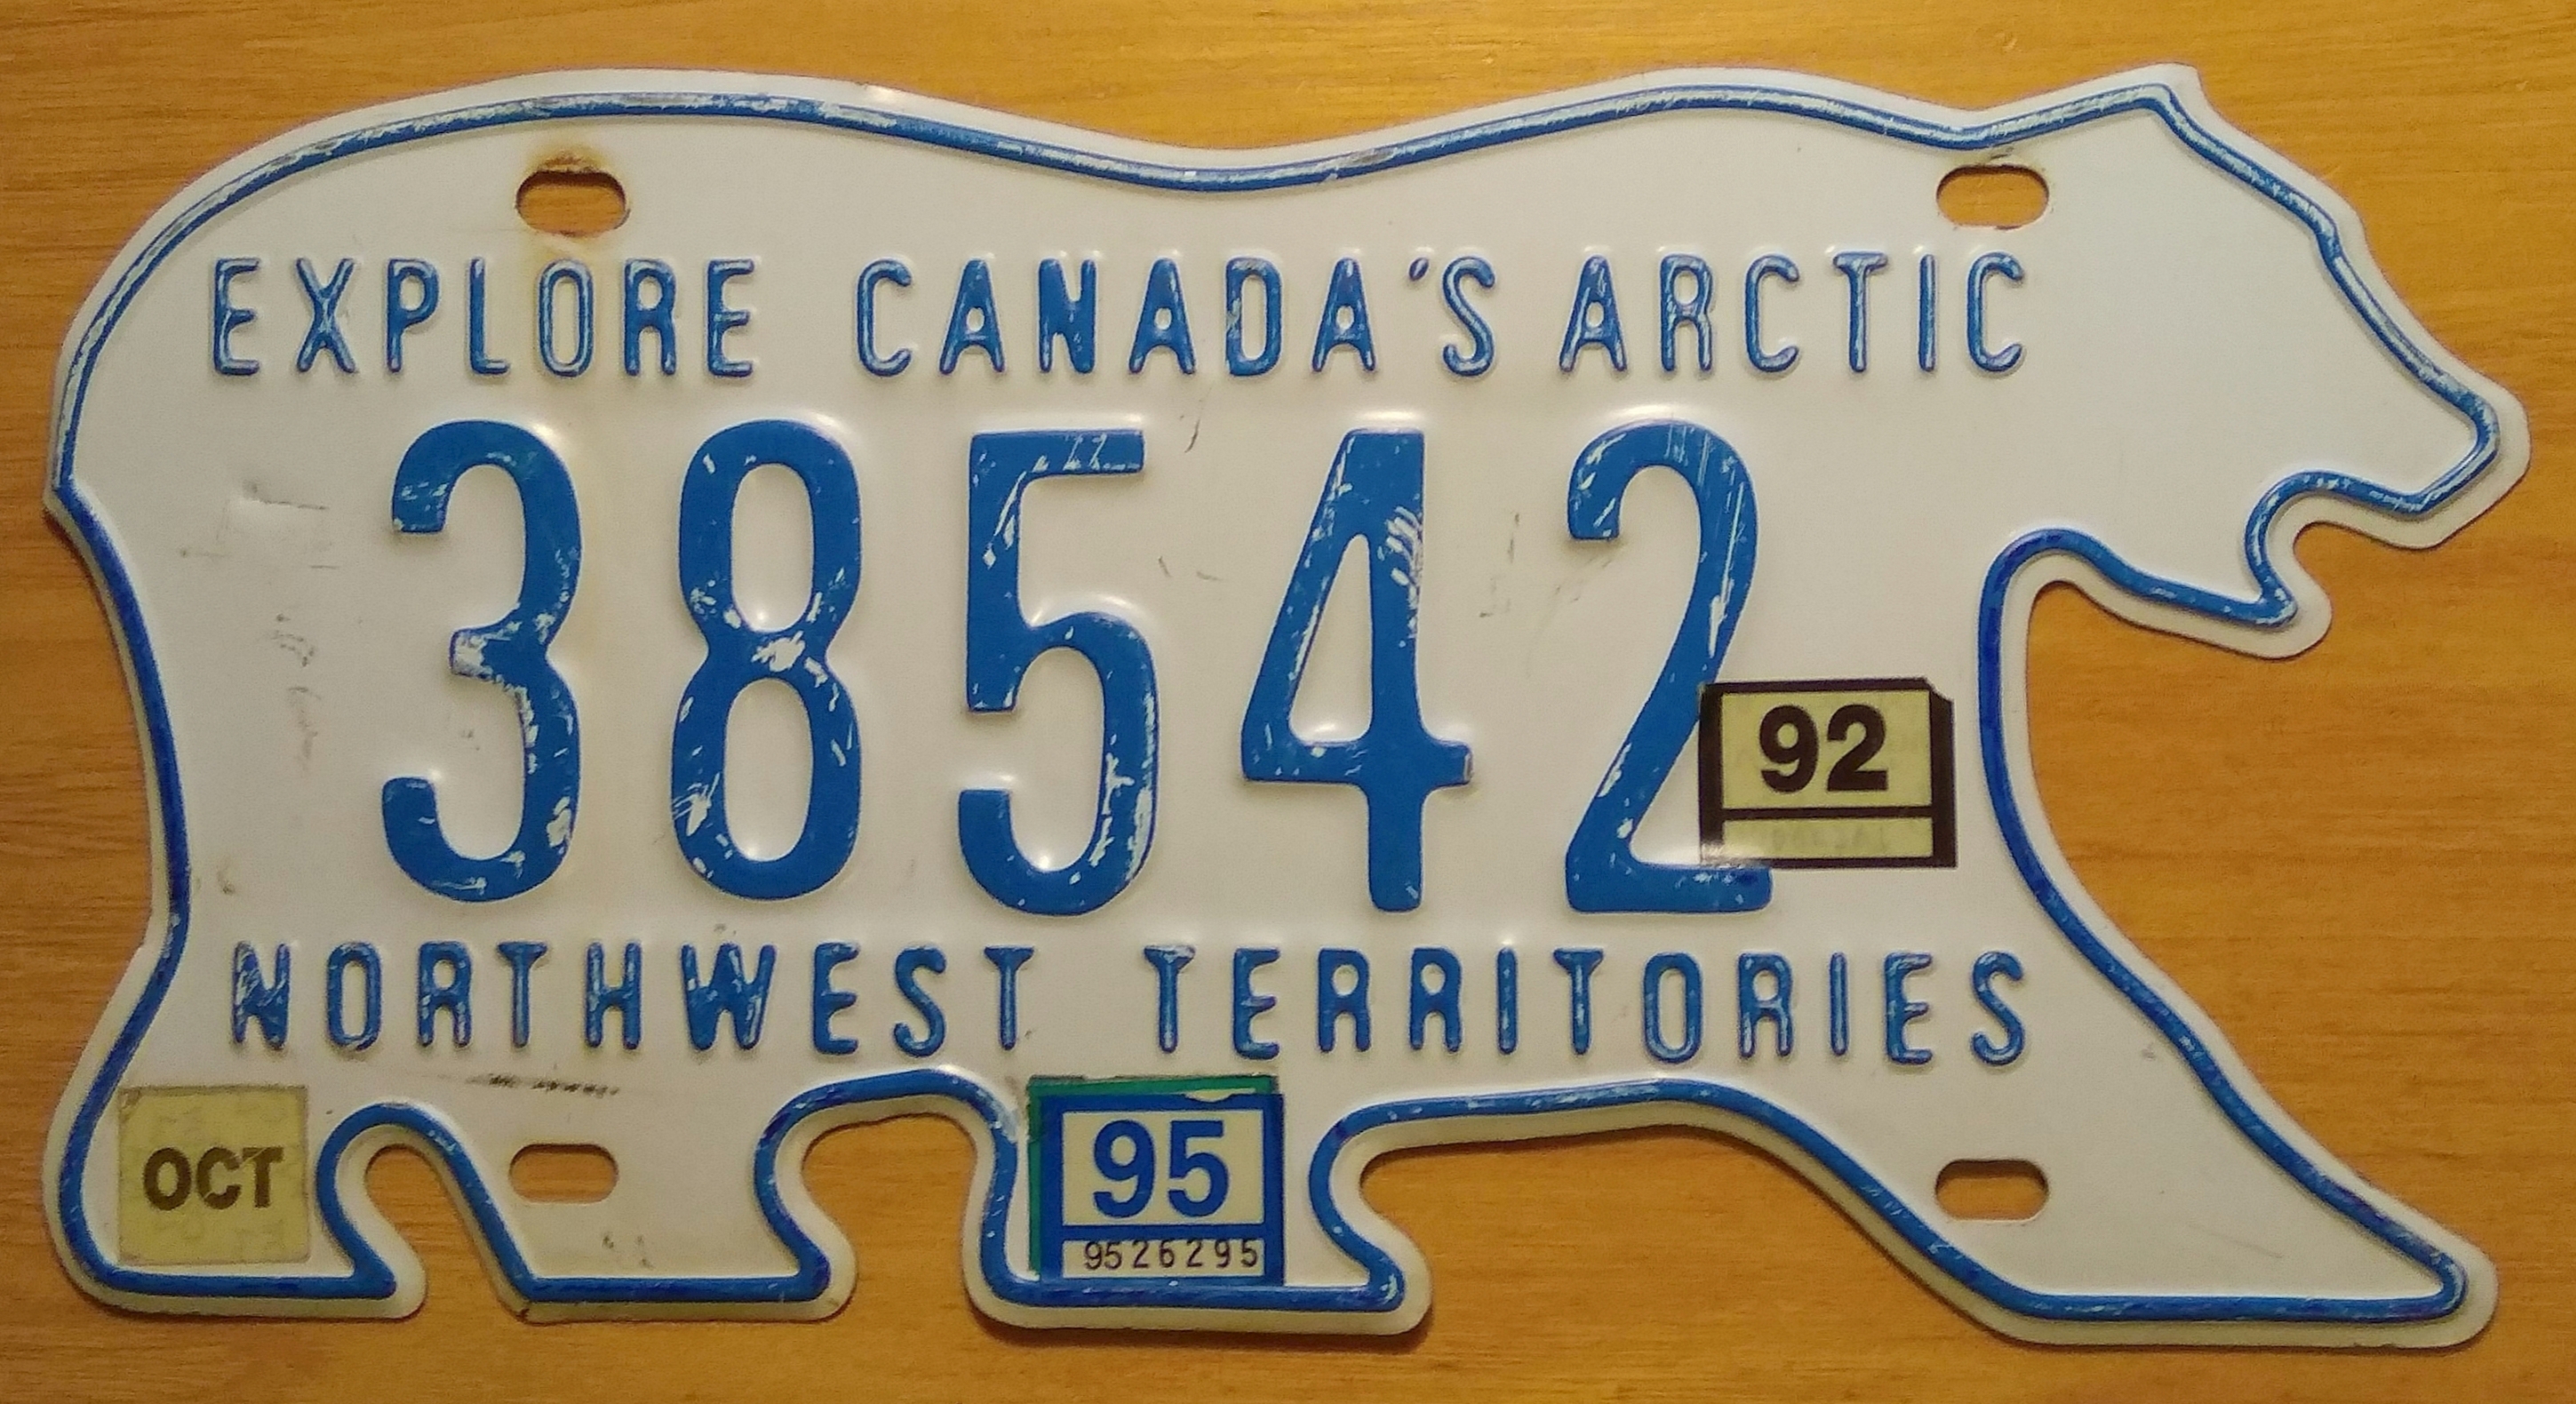 EXPLORE CANADA'S ARCTIC
38542
92
NORTHWEST TERRITORIES
OCT
95
9526295